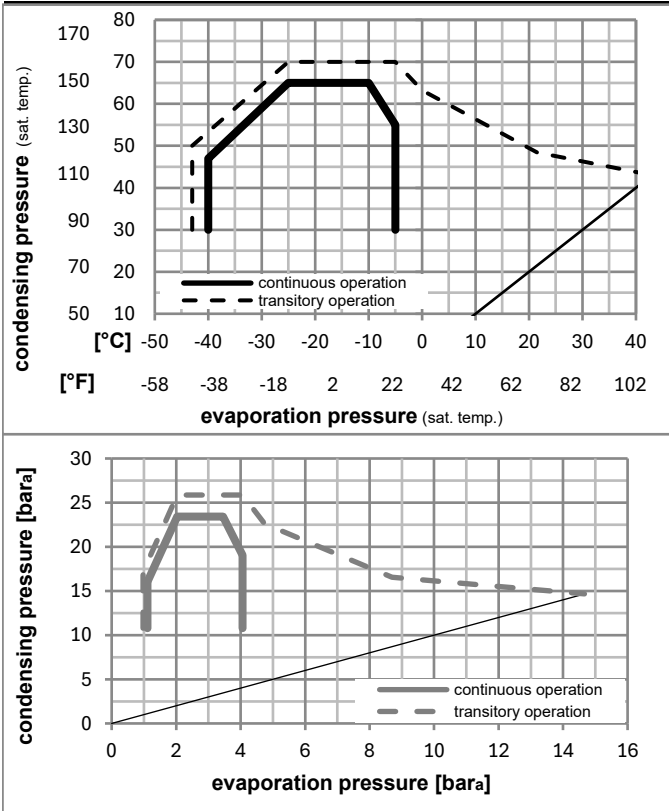 condensing pressure (sat. temp.)
170 80
70
150 60
130 50
110 40
90 30
70 20
50 10
continuous operation
transitory operation
[°C] -50 -40 -30 -20 -10 0 10 20 30 40
[°F] -58 -38 -18 2 22 42 62 82 102
evaporation pressure (sat. temp.)
condensing pressure [bara]
30
25
20
15
10
5
0
continuous operation
transitory operation
0 2 4 6 8 10 12 14 16
evaporation pressure [bara]